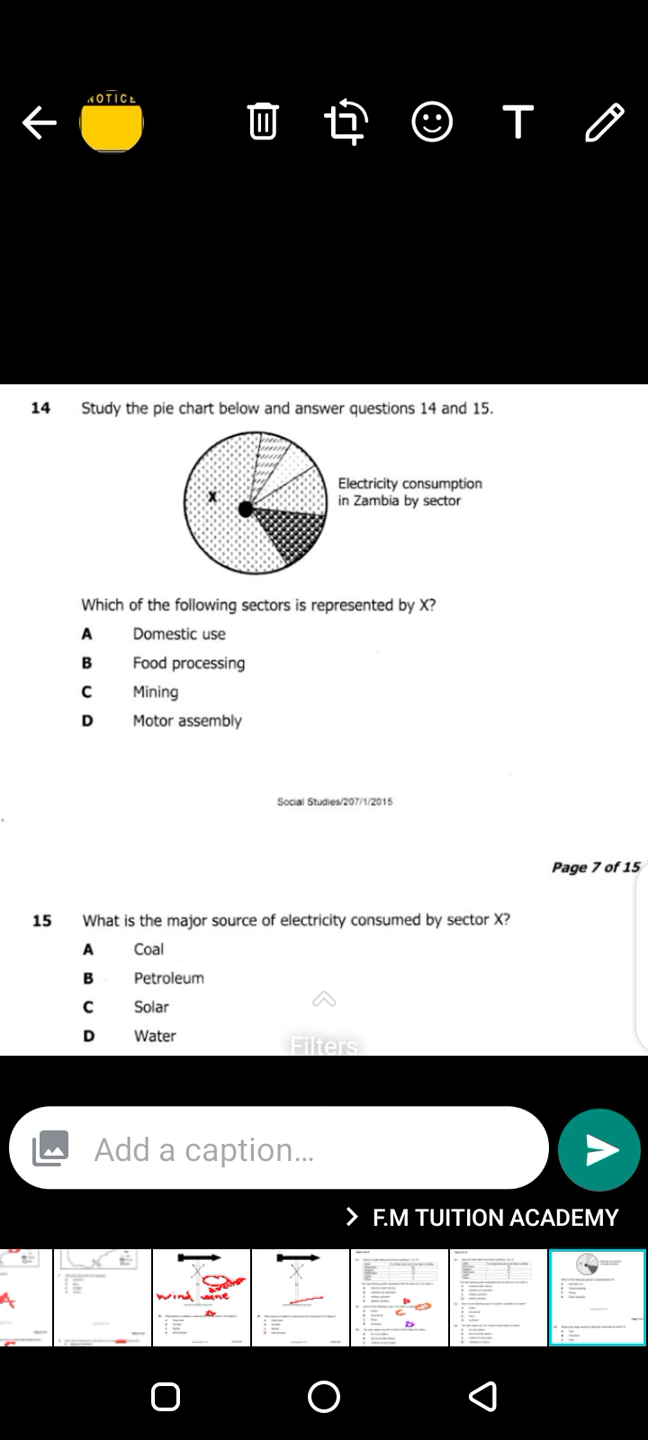 NOTICE
T
14 Study the pie chart below and answer questions 14 and 15.
X
Electricity consumption
in Zambia by sector
Which of the following sectors is represented by X?
A Domestic use
B Food processing
C Mining
D Motor assembly
Social Studies/207/1/2015
Page 7 of 15
15 What is the major source of electricity consumed by sector X?
A Coal
B Petroleum
C Solar
D Water
Filters
Add a caption...
F.M TUITION ACADEMY
wind vane